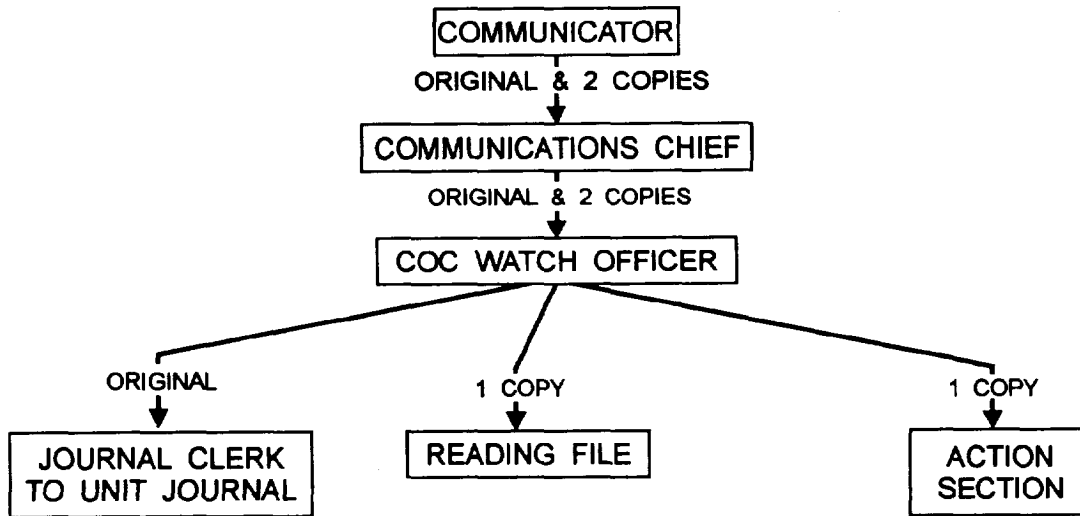 COMMUNICATOR
ORIGINAL & 2 COPIES
COMMUNICATIONS CHIEF
ORIGINAL & 2 COPIES
COC WATCH OFFICER
ORIGINAL
1 COPY
1 COPY
JOURNAL CLERK
TO UNIT JOURNAL
READING FILE
ACTION
SECTION